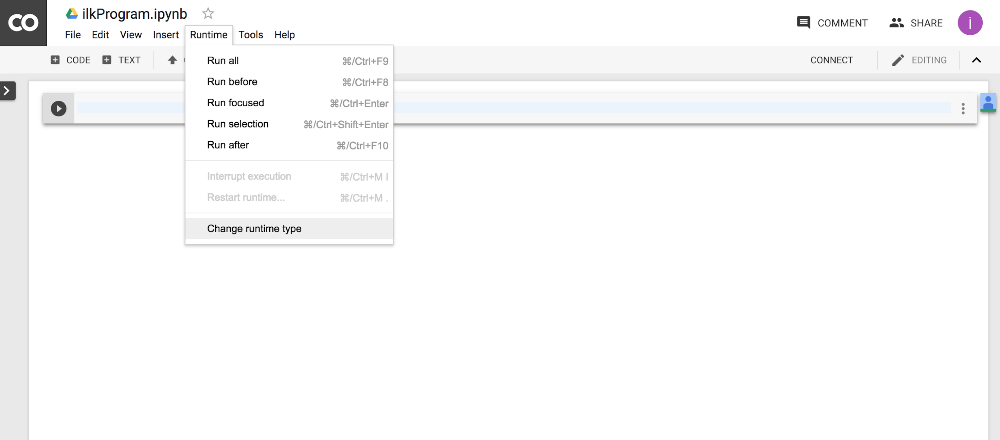 CO
ilkProgram.ipynb
COMMENT SHARE i
File Edit View Insert Runtime Tools Help
CODE TEXT CONNECT EDITING
Run all ⌘/Ctrl+F9
Run before ⌘/Ctrl+F8
Run focused ⌘/Ctrl+Enter
Run selection ⌘/Ctrl+Shift+Enter
Run after ⌘/Ctrl+F10
Interrupt execution ⌘/Ctrl+M I
Restart runtime... ⌘/Ctrl+M .
Change runtime type